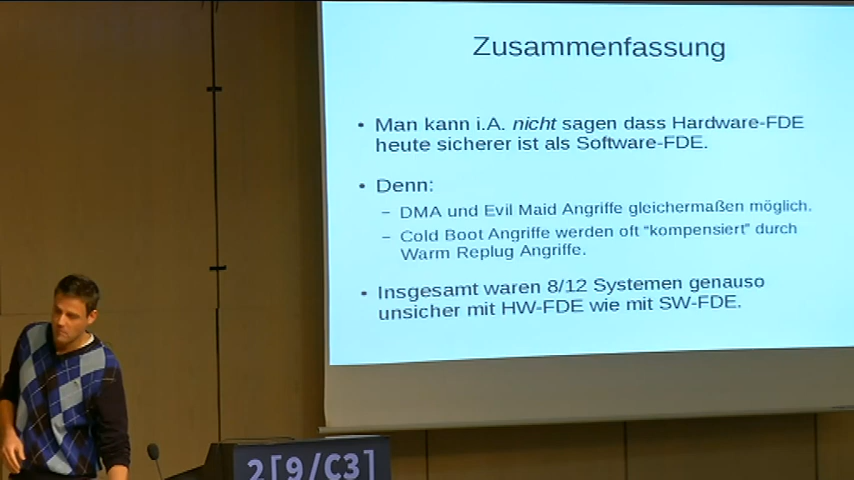 Zusammenfassung
• Man kann i.A. nicht sagen dass Hardware-FDE
heute sicherer ist als Software-FDE.
• Denn:
– DMA und Evil Maid Angriffe gleichermaßen möglich.
– Cold Boot Angriffe werden oft “kompensiert” durch
Warm Replug Angriffe.
• Insgesamt waren 8/12 Systemen genauso
unsicher mit HW-FDE wie mit SW-FDE.
2[9/C3]